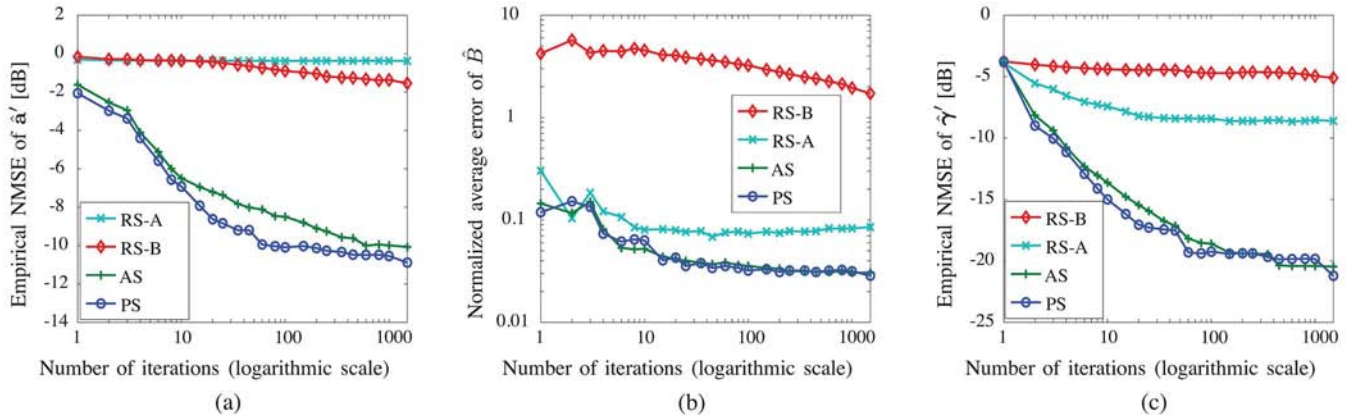 Empirical NMSE of â′ [dB]
2
0
-2
-4
-6
-8
-10
-12
-14
RS-A
RS-B
AS
PS
1
10
100
1000
Number of iterations (logarithmic scale)
(a)
Normalized average error of B̂
10
1
0.1
0.01
RS-B
RS-A
AS
PS
1
10
100
1000
Number of iterations (logarithmic scale)
(b)
Empirical NMSE of γ̂′ [dB]
0
-5
-10
-15
-20
-25
RS-B
RS-A
AS
PS
1
10
100
1000
Number of iterations (logarithmic scale)
(c)